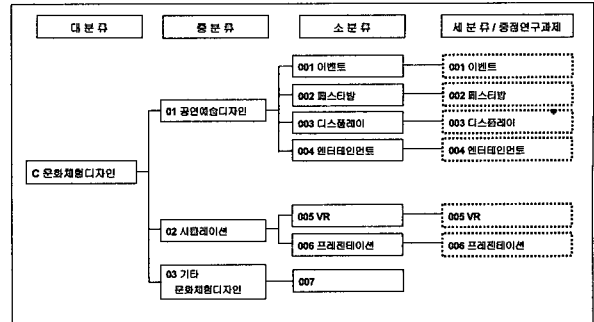 대 분 류 중 분 류 소 분 류 세 분 류 / 중점연구과제
001 이벤트 001 이벤트
002 페스티발 002 페스티발
01 공연예술디자인
003 디스플레이 003 디스플레이
004 엔터테인먼트 004 엔터테인먼트
C 문화체험디자인
005 VR 005 VR
02 시뮬레이션
006 프레젠테이션 006 프레젠테이션
03 기타
문화체험디자인
007